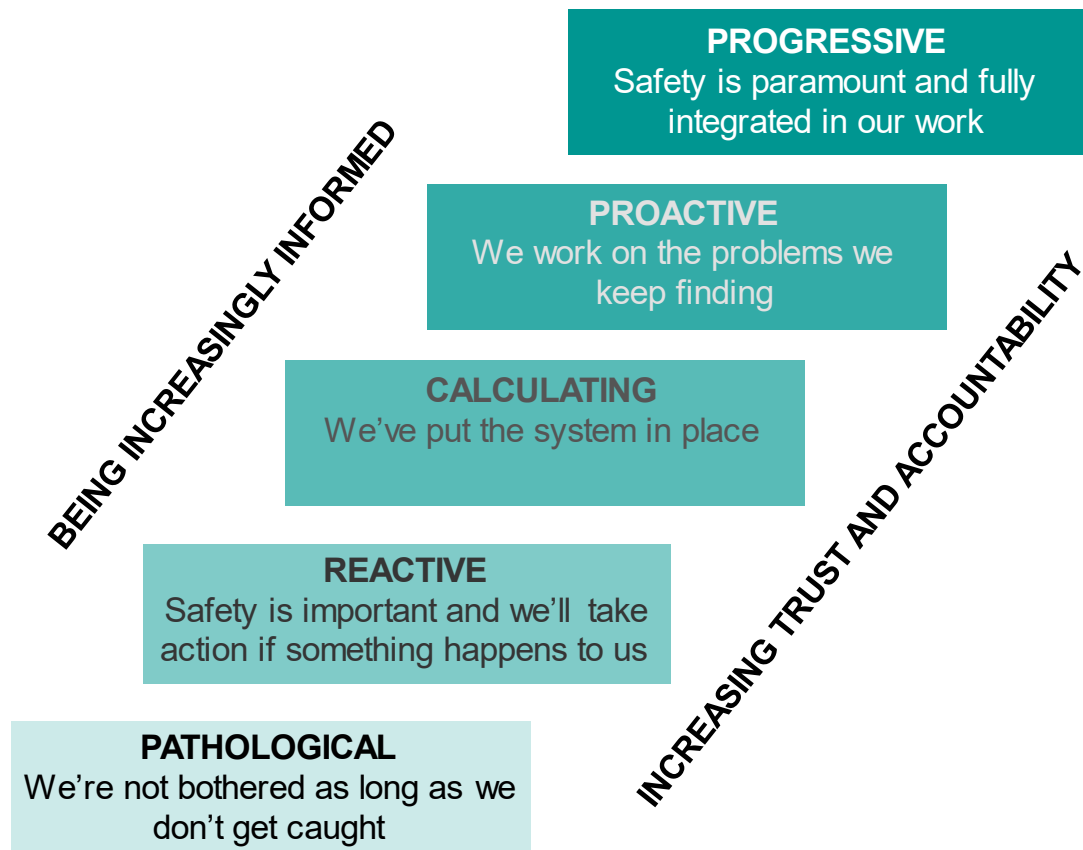 PROGRESSIVE
Safety is paramount and fully
integrated in our work
BEING INCREASINGLY INFORMED
PROACTIVE
We work on the problems we
keep finding
INCREASING TRUST AND ACCOUNTABILITY
CALCULATING
We’ve put the system in place
REACTIVE
Safety is important and we’ll take
action if something happens to us
PATHOLOGICAL
We’re not bothered as long as we
don’t get caught